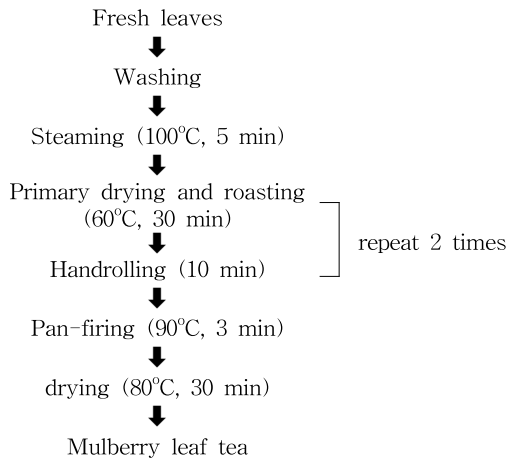 Fresh leaves
Washing
Steaming (100°C, 5 min)
Primary drying and roasting
(60°C, 30 min)
repeat 2 times
Handrolling (10 min)
Pan-firing (90°C, 3 min)
drying (80°C, 30 min)
Mulberry leaf tea